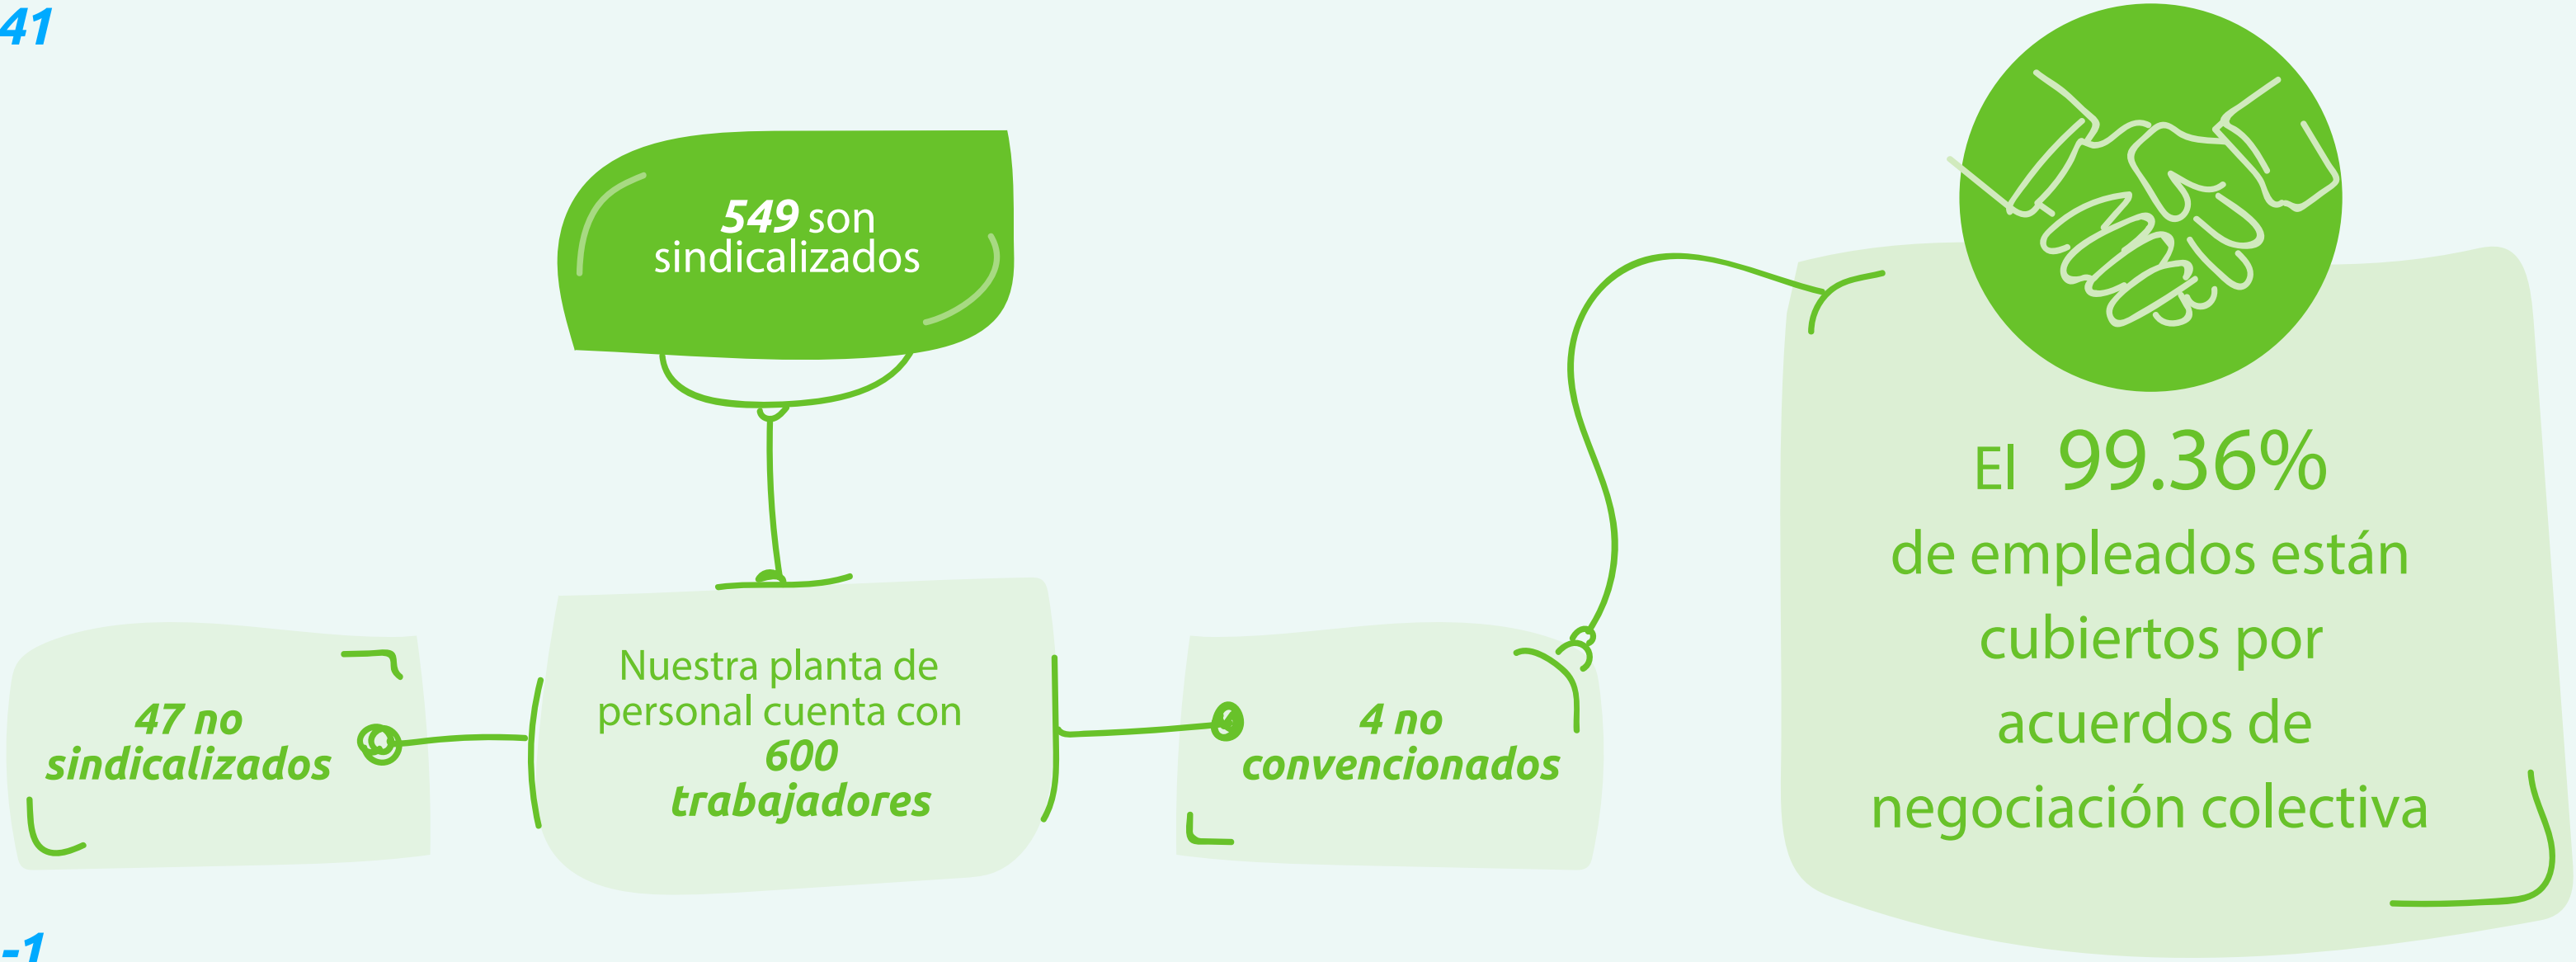 41
549 son
sindicalizados
47 no
sindicalizados
Nuestra planta de
personal cuenta con
600
trabajadores
4 no
convencionados
El 99.36%
de empleados están
cubiertos por
acuerdos de
negociación colectiva
-1